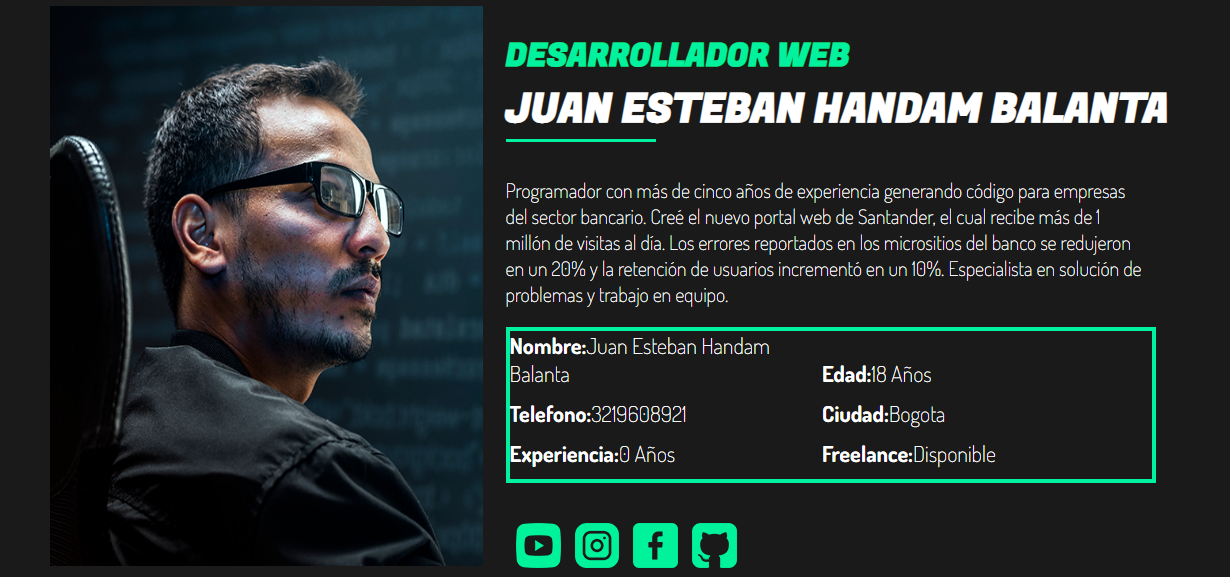 DESARROLLADOR WEB
JUAN ESTEBAN HANDAM BALANTA
Programador con más de cinco años de experiencia generando código para empresas
del sector bancario. Creé el nuevo portal web de Santander, el cual recibe más de 1
millón de visitas al día. Los errores reportados en los micrositios del banco se redujeron
en un 20% y la retención de usuarios incrementó en un 10%. Especialista en solución de
problemas y trabajo en equipo.
Nombre:Juan Esteban Handam
Balanta
Edad:18 Años
Telefono:3219608921
Ciudad:Bogota
Experiencia:0 Años
Freelance:Disponible